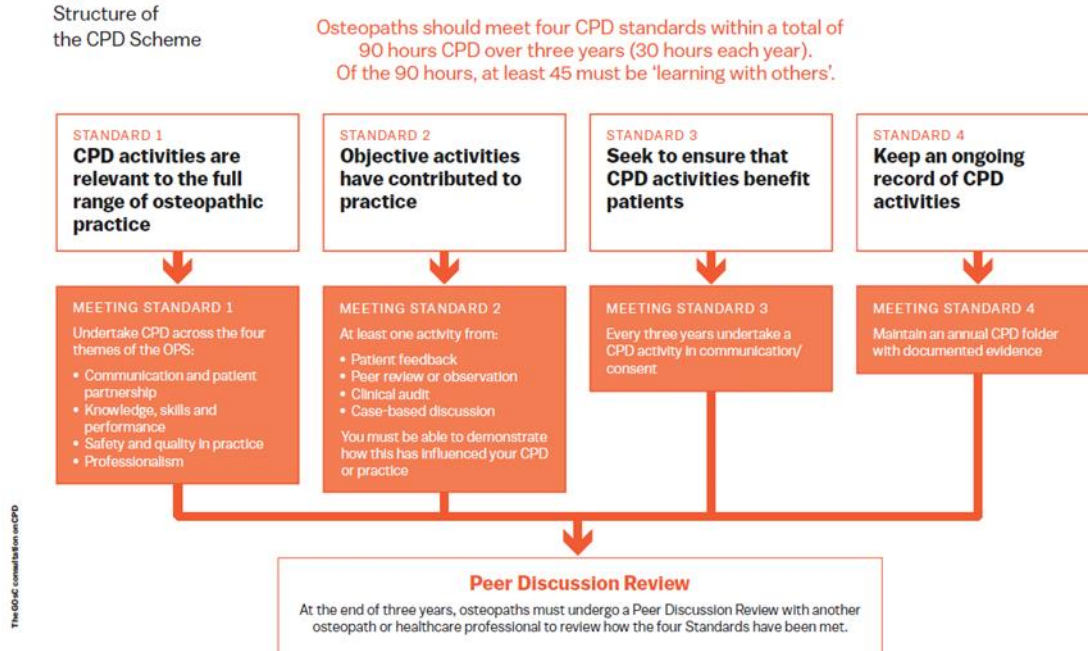 Structure of
the CPD Scheme
Osteopaths should meet four CPD standards within a total of
90 hours CPD over three years (30 hours each year).
Of the 90 hours, at least 45 must be ‘learning with others’.
STANDARD 1
CPD activities are
relevant to the full
range of osteopathic
practice
STANDARD 2
Objective activities
have contributed to
practice
STANDARD 3
Seek to ensure that
CPD activities benefit
patients
STANDARD 4
Keep an ongoing
record of CPD
activities
MEETING STANDARD 1
Undertake CPD across the four
themes of the OPS:
• Communication and patient
partnership
• Knowledge, skills and
performance
• Safety and quality in practice
• Professionalism
MEETING STANDARD 2
At least one activity from:
• Patient feedback
• Peer review or observation
• Clinical audit
• Case-based discussion
You must be able to demonstrate
how this has influenced your CPD
or practice
MEETING STANDARD 3
Every three years undertake a
CPD activity in communication/
consent
MEETING STANDARD 4
Maintain an annual CPD folder
with documented evidence
Peer Discussion Review
At the end of three years, osteopaths must undergo a Peer Discussion Review with another
osteopath or healthcare professional to review how the four Standards have been met.
The GOsC consultation on CPD